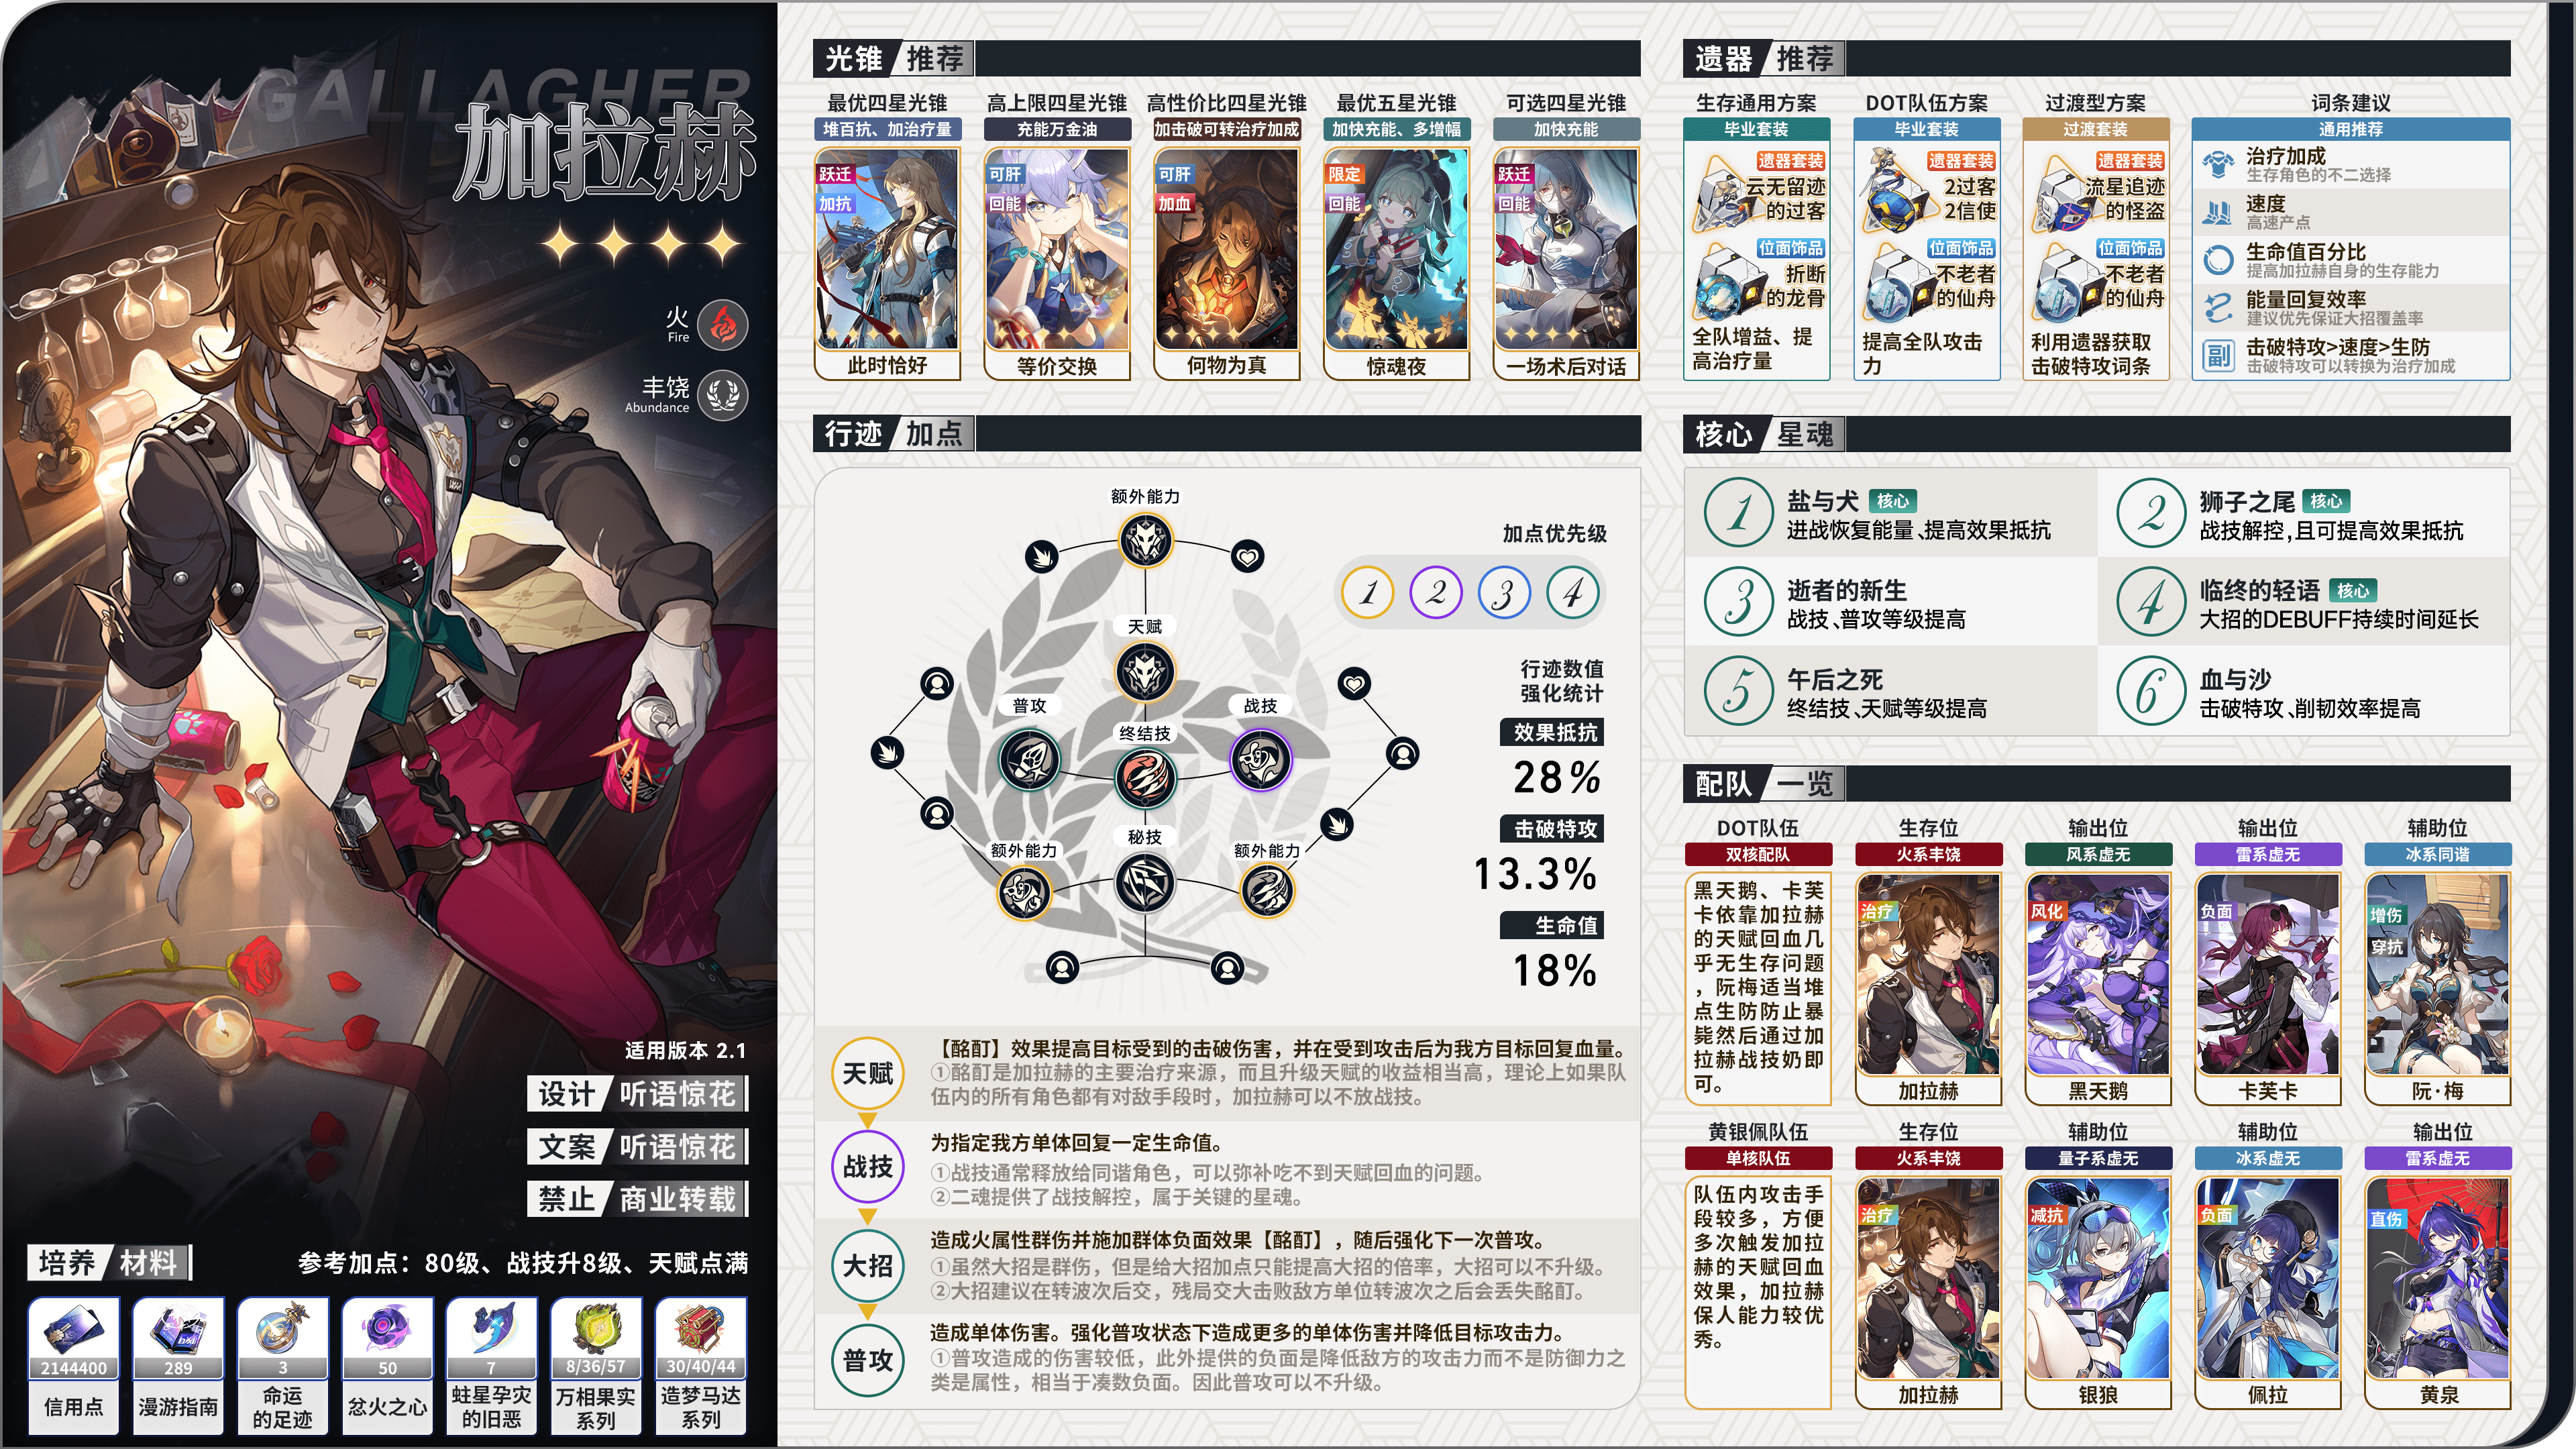 GALLAGHER
加拉赫
火
Fire
丰饶
Abundance
适用版本 2.1
设计 听语惊花
文案 听语惊花
禁止 商业转载
培养 材料
参考加点：80级、战技升8级、天赋点满
2144400
信用点
289
漫游指南
3
命运
的足迹
50
忿火之心
7
蛀星孕灾
的旧恶
8/36/57
万相果实
系列
30/40/44
造梦马达
系列
光锥 推荐
最优四星光锥
堆百抗、加治疗量
跃迁
加抗
此时恰好
高上限四星光锥
充能万金油
可肝
回能
等价交换
高性价比四星光锥
加击破可转治疗加成
可肝
加血
何物为真
最优五星光锥
加快充能、多增幅
限定
回能
惊魂夜
可选四星光锥
加快充能
跃迁
回能
一场术后对话
行迹 加点
额外能力
天赋
普攻
战技
终结技
秘技
额外能力
额外能力
加点优先级
1 2 3 4
行迹数值
强化统计
效果抵抗
28%
击破特攻
13.3%
生命值
18%
天赋
【酩酊】效果提高目标受到的击破伤害，并在受到攻击后为我方目标回复血量。
①酩酊是加拉赫的主要治疗来源，而且升级天赋的收益相当高，理论上如果队
伍内的所有角色都有对敌手段时，加拉赫可以不放战技。
战技
为指定我方单体回复一定生命值。
①战技通常释放给同谐角色，可以弥补吃不到天赋回血的问题。
②二魂提供了战技解控，属于关键的星魂。
大招
造成火属性群伤并施加群体负面效果【酩酊】，随后强化下一次普攻。
①虽然大招是群伤，但是给大招加点只能提高大招的倍率，大招可以不升级。
②大招建议在转波次后交，残局交大击败敌方单位转波次之后会丢失酩酊。
普攻
造成单体伤害。强化普攻状态下造成更多的单体伤害并降低目标攻击力。
①普攻造成的伤害较低，此外提供的负面是降低敌方的攻击力而不是防御力之
类是属性，相当于凑数负面。因此普攻可以不升级。
遗器 推荐
生存通用方案
毕业套装
遗器套装
云无留迹
的过客
位面饰品
折断
的龙骨
全队增益、提
高治疗量
DOT队伍方案
毕业套装
遗器套装
2过客
2信使
位面饰品
不老者
的仙舟
提高全队攻击
力
过渡型方案
过渡套装
遗器套装
流星追迹
的怪盗
位面饰品
不老者
的仙舟
利用遗器获取
击破特攻词条
词条建议
通用推荐
治疗加成
生存角色的不二选择
速度
高速产点
生命值百分比
提高加拉赫自身的生存能力
能量回复效率
建议优先保证大招覆盖率
副
击破特攻>速度>生防
击破特攻可以转换为治疗加成
核心 星魂
1
盐与犬 核心
进战恢复能量、提高效果抵抗
2
狮子之尾 核心
战技解控,且可提高效果抵抗
3
逝者的新生
战技、普攻等级提高
4
临终的轻语 核心
大招的DEBUFF持续时间延长
5
午后之死
终结技、天赋等级提高
6
血与沙
击破特攻、削韧效率提高
配队 一览
DOT队伍
双核配队
黑天鹅、卡芙
卡依靠加拉赫
的天赋回血几
乎无生存问题
，阮梅适当堆
点生防防止暴
毙然后通过加
拉赫战技奶即
可。
生存位
火系丰饶
治疗
加拉赫
输出位
风系虚无
风化
黑天鹅
输出位
雷系虚无
负面
卡芙卡
辅助位
冰系同谐
增伤
穿抗
阮·梅
黄银佩队伍
单核队伍
队伍内攻击手
段较多，方便
多次触发加拉
赫的天赋回血
效果，加拉赫
保人能力较优
秀。
生存位
火系丰饶
治疗
加拉赫
辅助位
量子系虚无
减抗
银狼
辅助位
冰系虚无
负面
佩拉
输出位
雷系虚无
直伤
黄泉